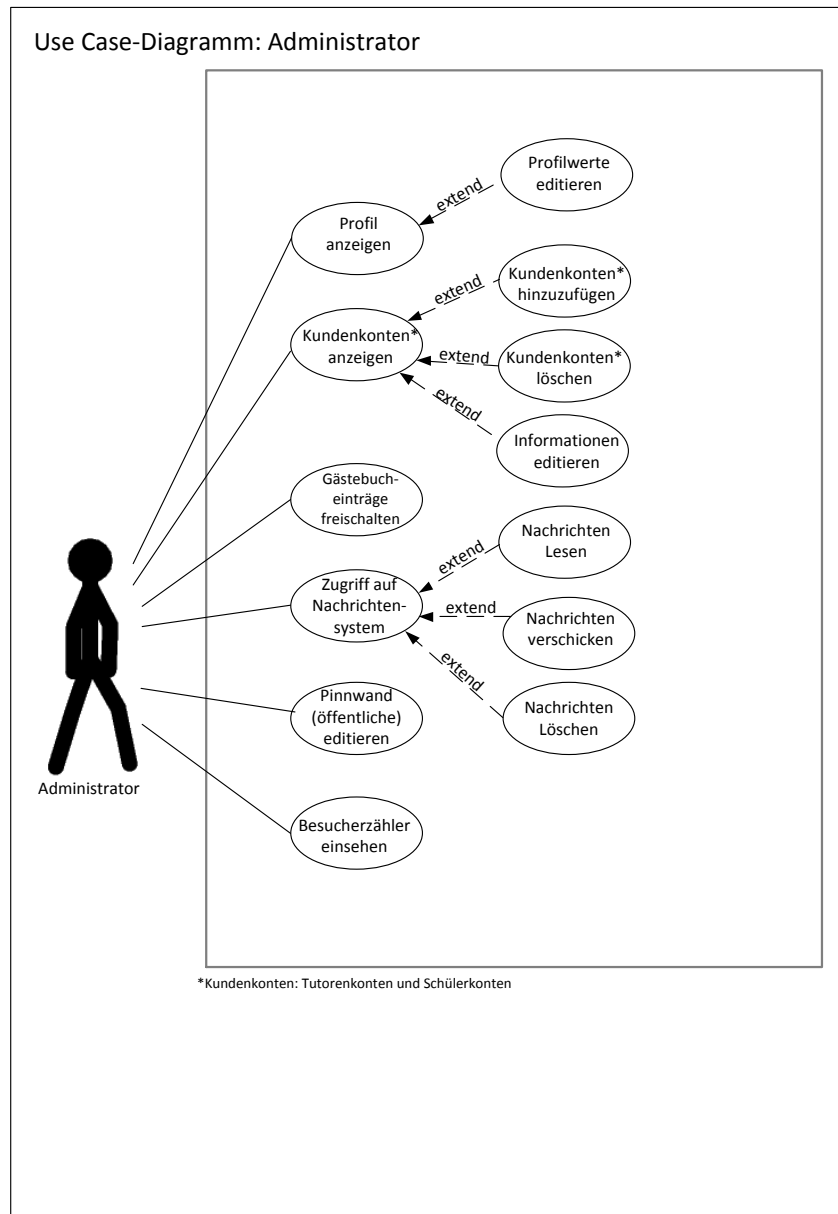 Use Case-Diagramm: Administrator
Profilwerte
editieren
extend
Profil
anzeigen
Kundenkonten*
hinzuzufügen
extend
Kundenkonten*
anzeigen
extend
Kundenkonten*
löschen
extend
Informationen
editieren
Gästebuch-
einträge
freischalten
Nachrichten
Lesen
extend
Zugriff auf
Nachrichten-
system
extend
Nachrichten
verschicken
extend
Nachrichten
Löschen
Pinnwand
(öffentliche)
editieren
Administrator
Besucherzähler
einsehen
*Kundenkonten: Tutorenkonten und Schülerkonten